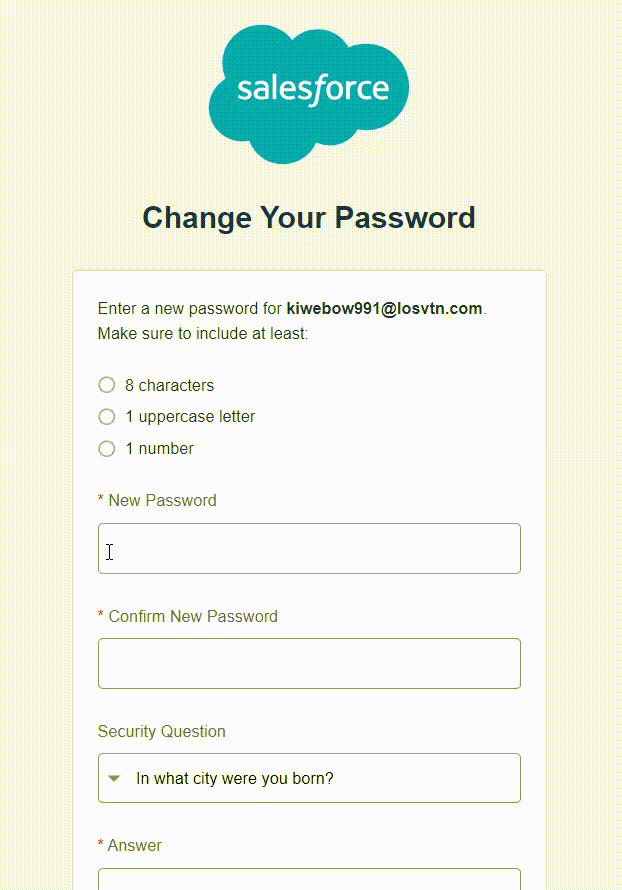 salesforce
Change Your Password
Enter a new password for kiwebow991@losvtn.com.
Make sure to include at least:
8 characters
1 uppercase letter
1 number
* New Password
* Confirm New Password
Security Question
In what city were you born?
* Answer